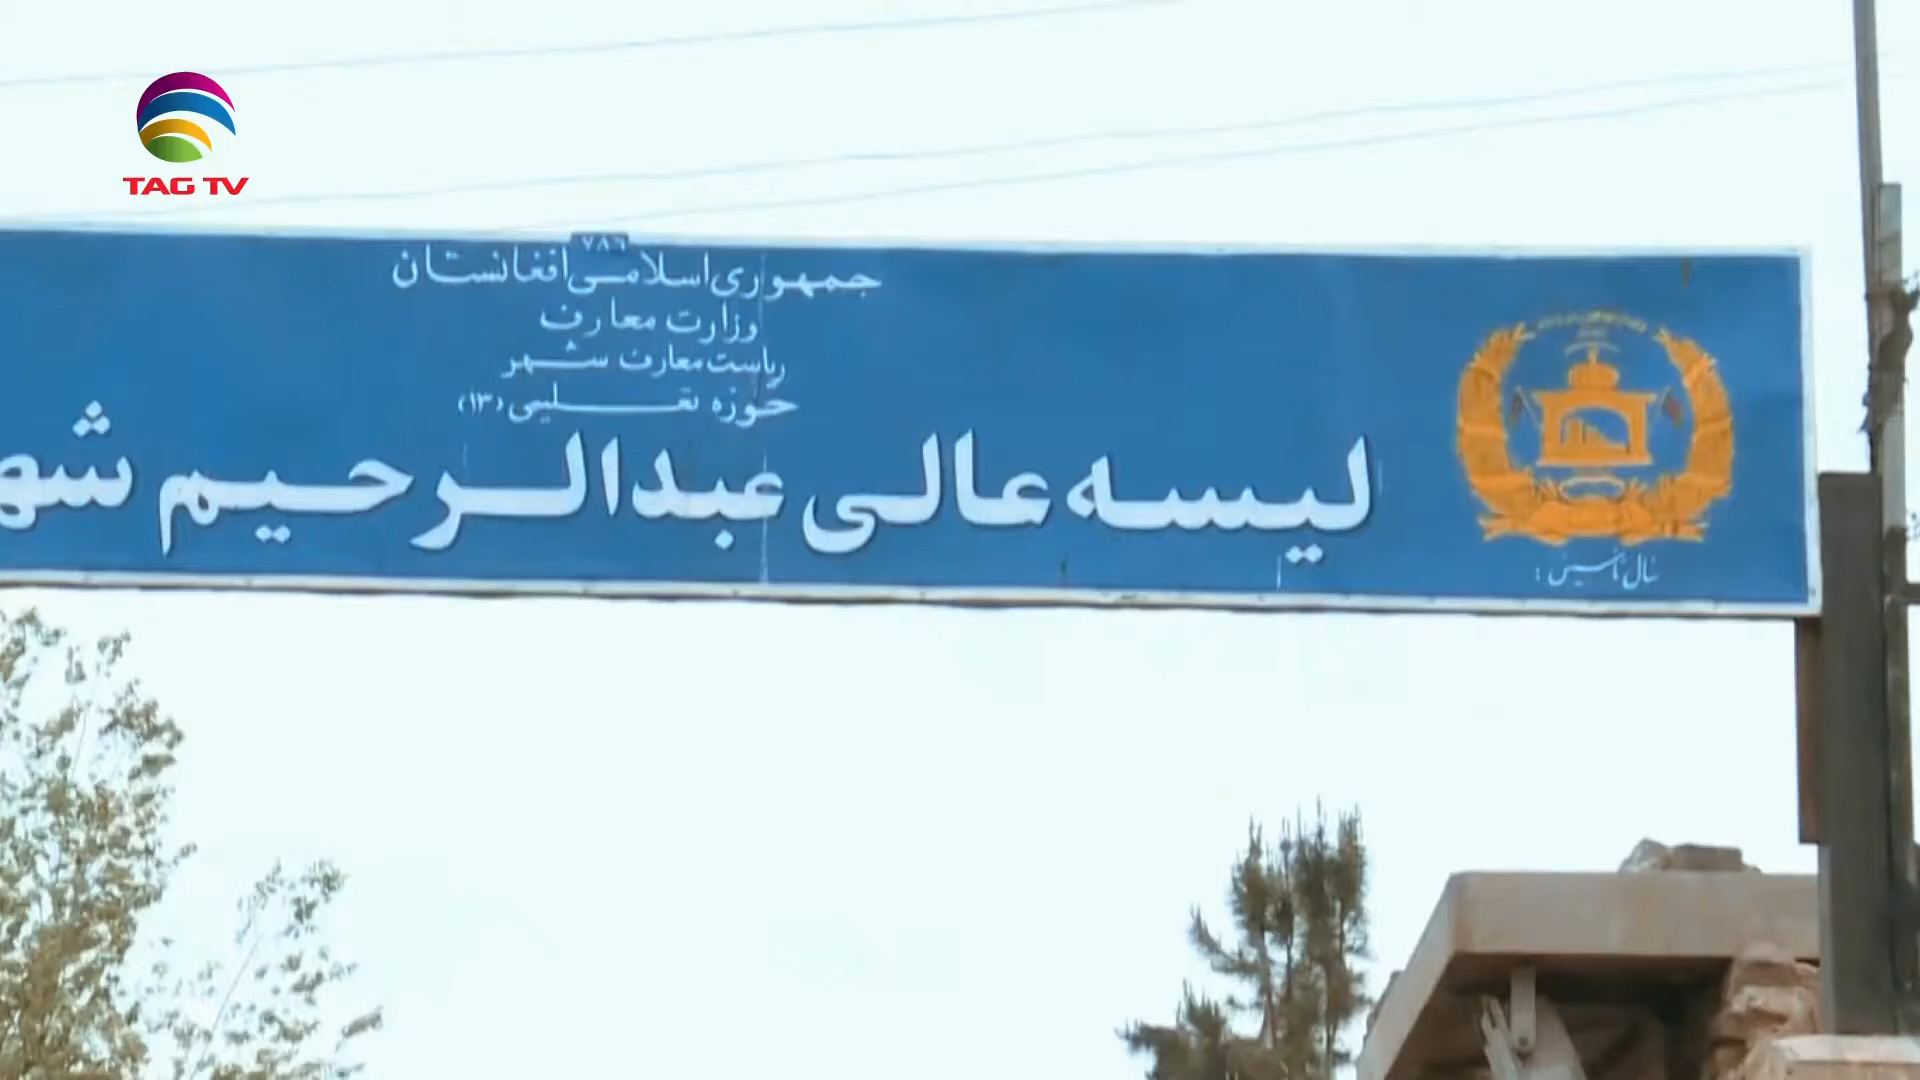 TAG TV
۷۸۶
جمهوری اسلامی افغانستان
وزارت معارف
ریاست معارف شهر
حوزه تعلیمی (۱۳)
لیسه عالی عبدالرحیم شه
سال تاسیس :